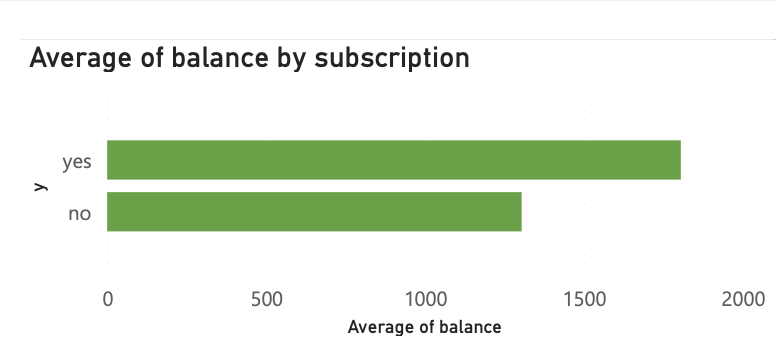 Average of balance by subscription
yes
y
no
0 500 1000 1500 2000
Average of balance